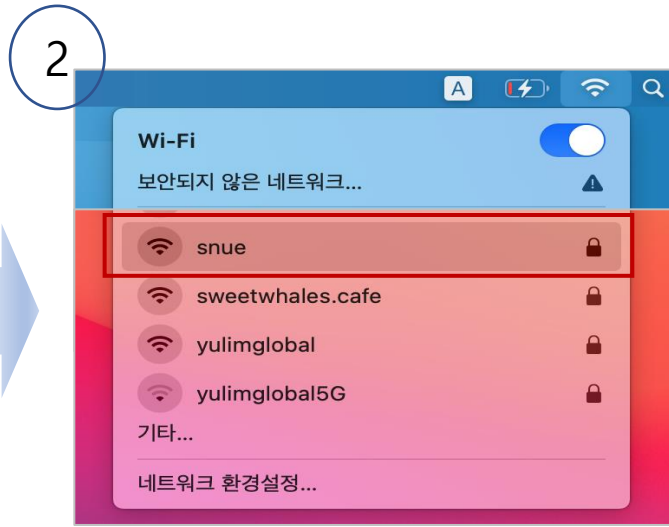 2
A
Wi-Fi
보안되지 않은 네트워크...
snue
sweetwhales.cafe
yulimglobal
yulimglobal5G
기타...
네트워크 환경설정...